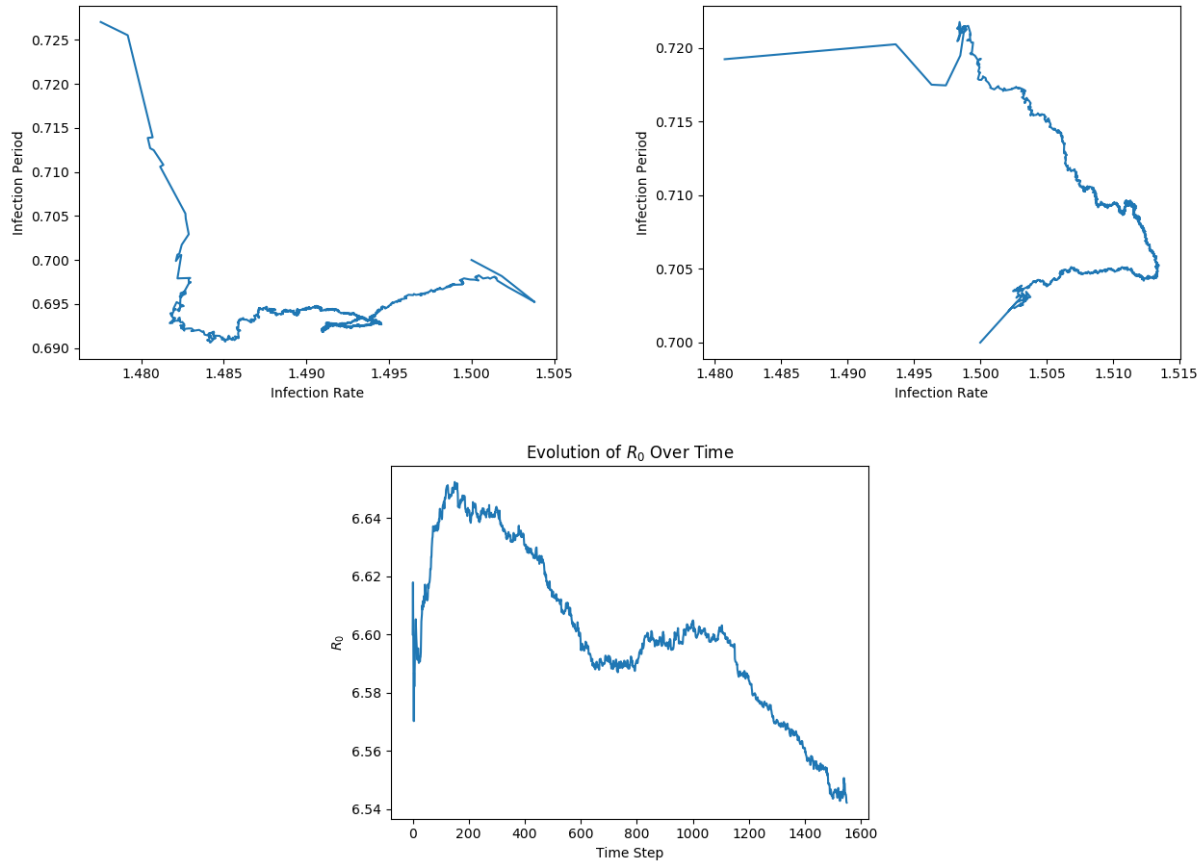 0.725
0.720
0.715
0.710
0.705
0.700
0.695
0.690
Infection Period
1.480 1.485 1.490 1.495 1.500 1.505
Infection Rate
0.720
0.715
0.710
0.705
0.700
Infection Period
1.480 1.485 1.490 1.495 1.500 1.505 1.510 1.515
Infection Rate
Evolution of R₀ Over Time
6.64
6.62
6.60
6.58
6.56
6.54
R₀
0 200 400 600 800 1000 1200 1400 1600
Time Step